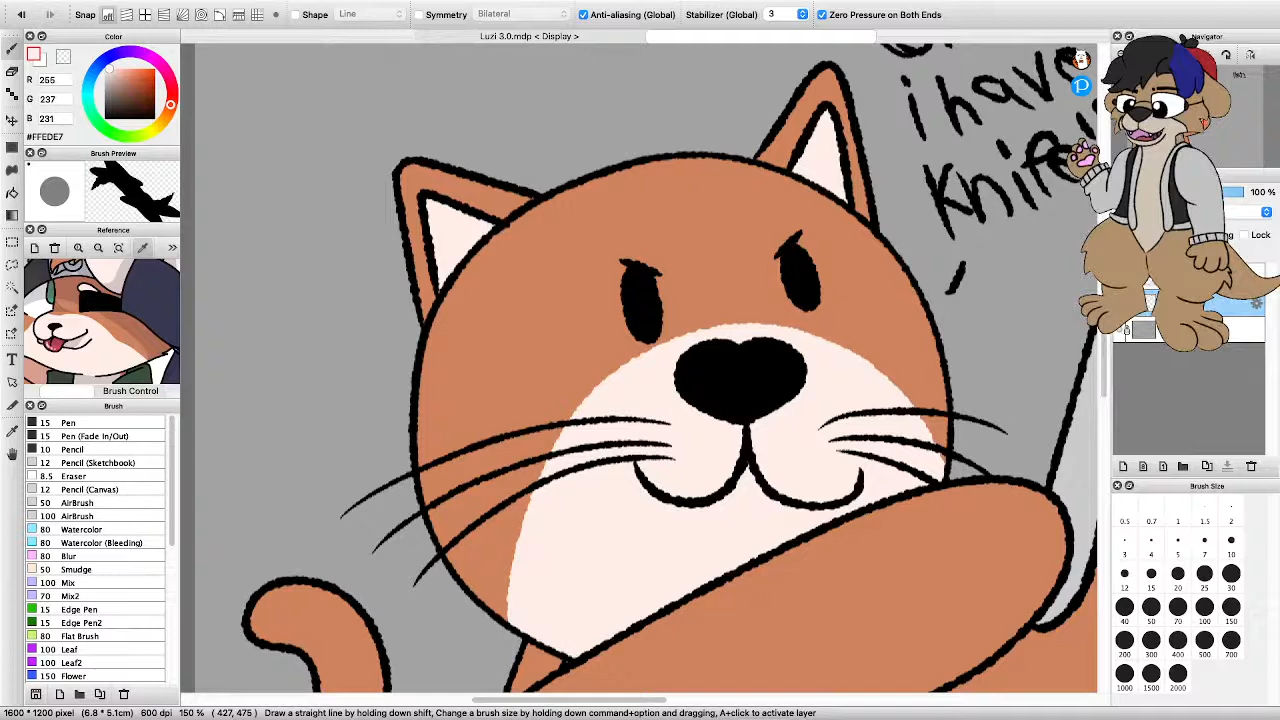 Snap
Shape
Line
Symmetry
Bilateral
Anti-aliasing (Global)
Stabilizer (Global)
3
Zero Pressure on Both Ends
Color
Luzi 3.0.mdp < Display >
Navigator
R 255
G 237
B 231
#FFEDE7
i have
100 %
Brush Preview
Lock
Reference
Brush Control
Brush
15 Pen
15 Pen (Fade In/Out)
10 Pencil
12 Pencil (Sketchbook)
8.5 Eraser
12 Pencil (Canvas)
50 AirBrush
100 AirBrush
80 Watercolor
80 Watercolor (Bleeding)
80 Blur
50 Smudge
100 Mix
70 Mix2
15 Edge Pen
15 Edge Pen2
80 Flat Brush
100 Leaf
100 Leaf2
150 Flower
Brush Size
0.5 0.7 1 1.5 2
3 4 5 7 10
12 15 20 25 30
40 50 70 100 150
200 300 400 500 700
1000 1500 2000
1600 * 1200 pixel (6.8 * 5.1cm) 600 dpi 150 % ( 427, 475 ) Draw a straight line by holding down shift, Change a brush size by holding down command+option and dragging, A+click to activate layer